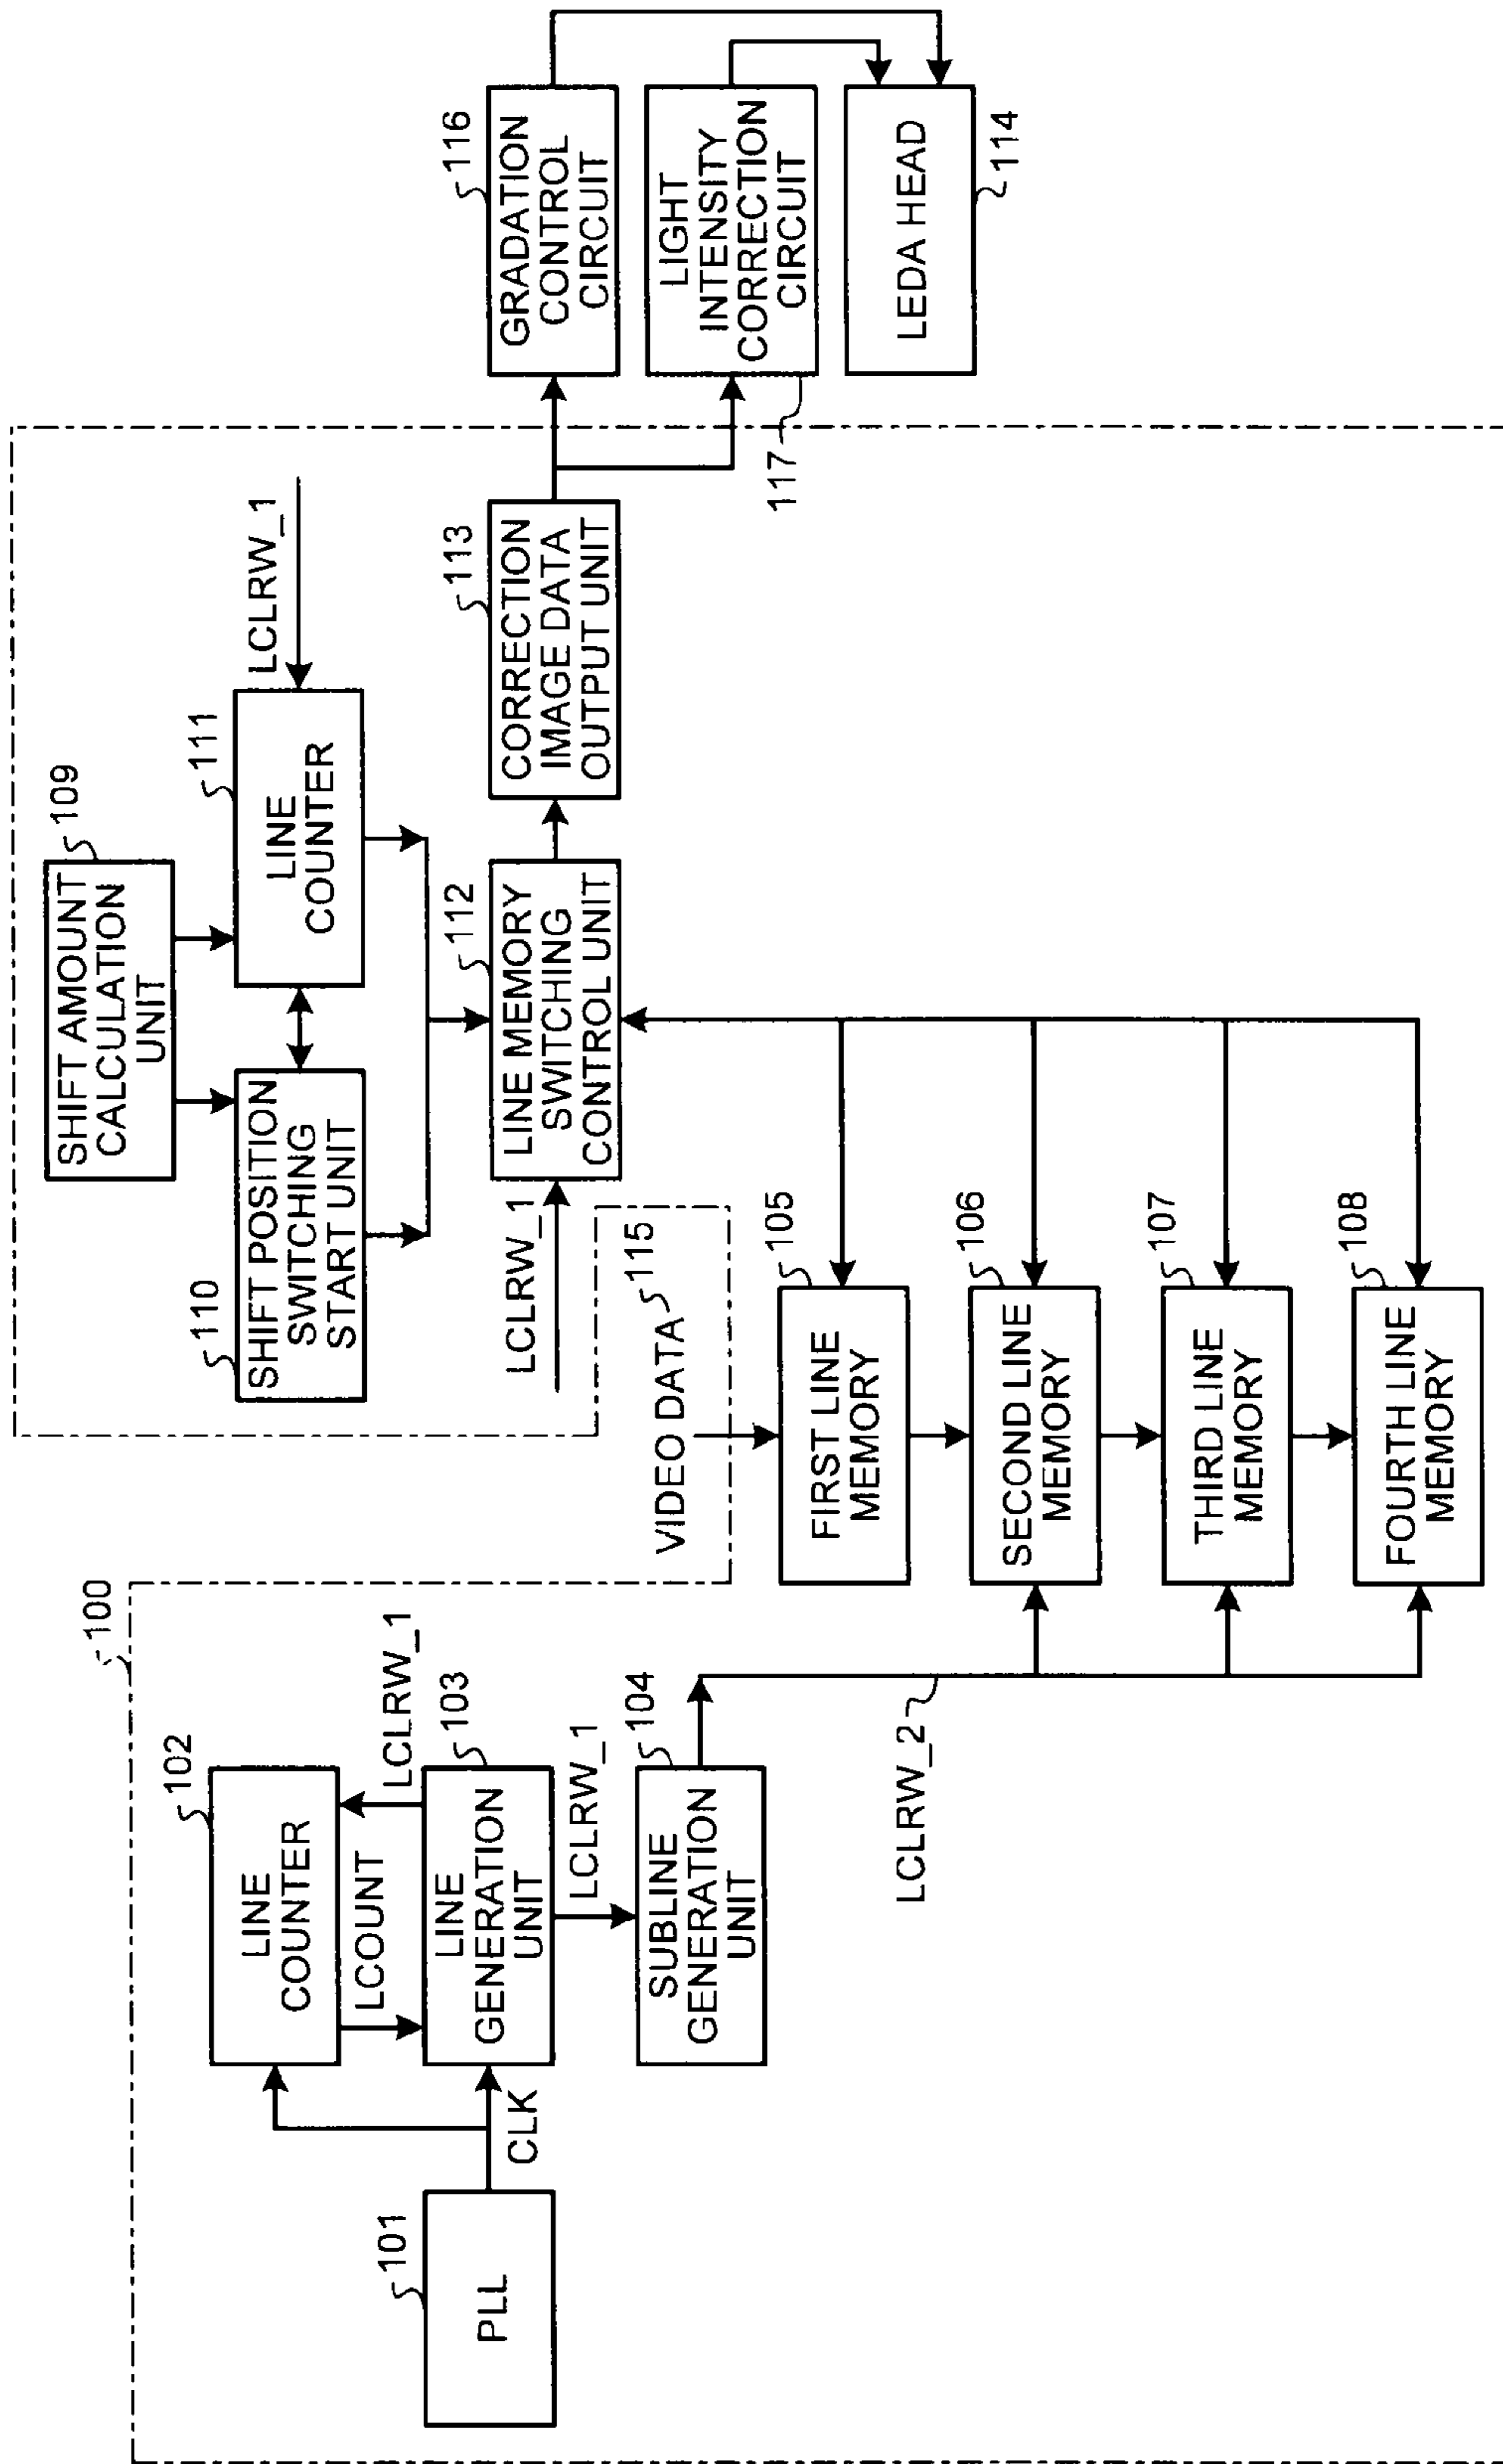 100
101
PLL
CLK
102
LINE
COUNTER
LCOUNT
LCLRW_1
103
LINE
GENERATION
UNIT
LCLRW_1
104
SUBLINE
GENERATION
UNIT
LCLRW_2
VIDEO DATA
115
105
FIRST LINE
MEMORY
106
SECOND LINE
MEMORY
107
THIRD LINE
MEMORY
108
FOURTH LINE
MEMORY
109
SHIFT AMOUNT
CALCULATION
UNIT
110
SHIFT POSITION
SWITCHING
START UNIT
111
LINE
COUNTER
LCLRW_1
112
LINE MEMORY
SWITCHING
CONTROL UNIT
LCLRW_1
113
CORRECTION
IMAGE DATA
OUTPUT UNIT
116
GRADATION
CONTROL
CIRCUIT
117
LIGHT
INTENSITY
CORRECTION
CIRCUIT
LEDA HEAD
114